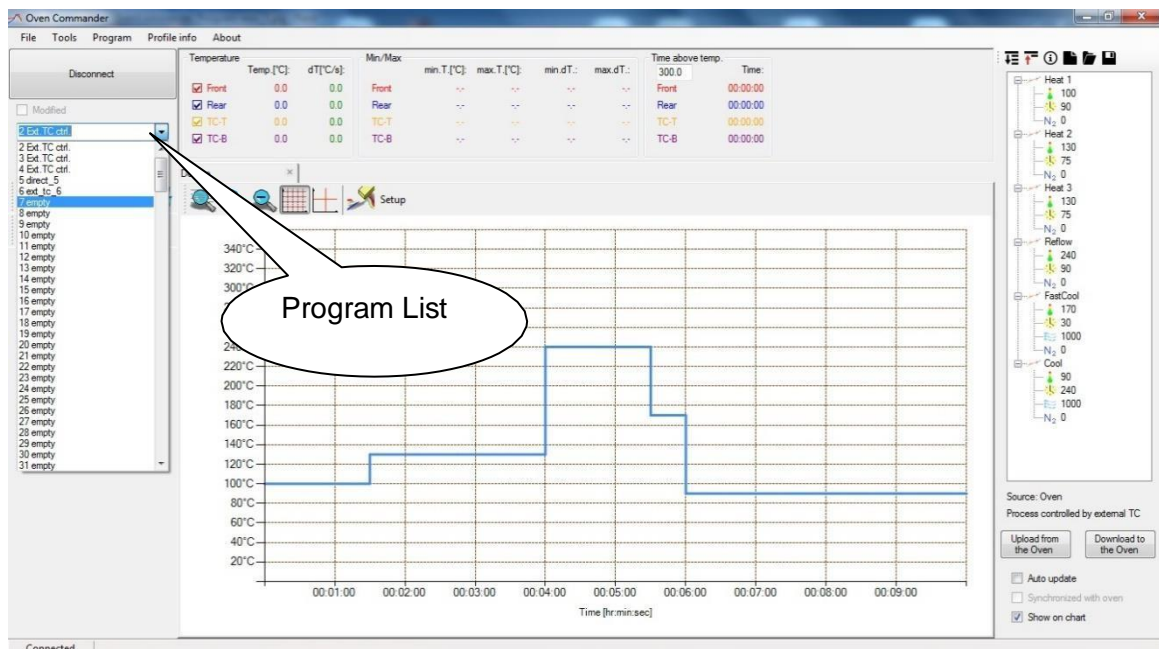 Oven Commander
File Tools Program Profile info About
Disconnect
Modified
2 Ext. TC ctrl.
2 Ext. TC ctrl.
3 Ext. TC ctrl.
4 Ext. TC ctrl.
5 direct_5
6 ext_tc_6
7 empty
8 empty
9 empty
10 empty
11 empty
12 empty
13 empty
14 empty
15 empty
16 empty
17 empty
18 empty
19 empty
20 empty
21 empty
22 empty
23 empty
24 empty
25 empty
26 empty
27 empty
28 empty
29 empty
30 empty
31 empty
Temperature
Temp.[°C]: dT[°C/s]:
Front 0.0 0.0
Rear 0.0 0.0
TC-T 0.0 0.0
TC-B 0.0 0.0
Min/Max
min.T.[°C]: max.T.[°C]: min.dT.: max.dT.:
Front -.- -.- -.- -.-
Rear -.- -.- -.- -.-
TC-T -.- -.- -.- -.-
TC-B -.- -.- -.- -.-
Time above temp.
300.0 Time:
Front 00:00:00
Rear 00:00:00
TC-T 00:00:00
TC-B 00:00:00
Setup
Program List
340°C
320°C
300°C
220°C
200°C
180°C
160°C
140°C
120°C
100°C
80°C
60°C
40°C
20°C
00:01:00 00:02:00 00:03:00 00:04:00 00:05:00 00:06:00 00:07:00 00:08:00 00:09:00
Time [hr:min:sec]
Heat 1
100
90
N2 0
Heat 2
130
75
N2 0
Heat 3
130
75
N2 0
Reflow
240
90
N2 0
FastCool
170
30
1000
N2 0
Cool
90
240
1000
N2 0
Source: Oven
Process controlled by external TC
Upload from
the Oven
Download to
the Oven
Auto update
Synchronized with oven
Show on chart
Connected